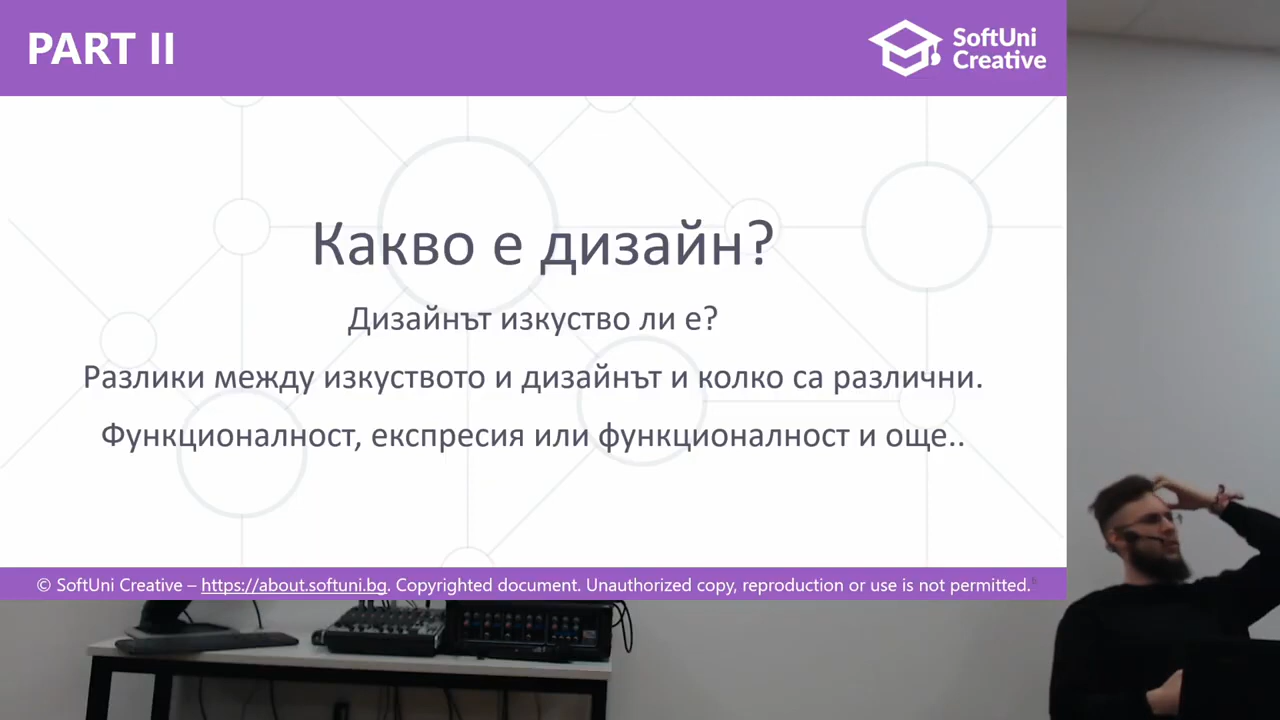 PART II
SoftUni
Creative
Какво е дизайн?
Дизайнът изкуство ли е?
Разлики между изкуството и дизайнът и колко са различни.
Функционалност, експресия или функционалност и още..
© SoftUni Creative – https://about.softuni.bg. Copyrighted document. Unauthorized copy, reproduction or use is not permitted.